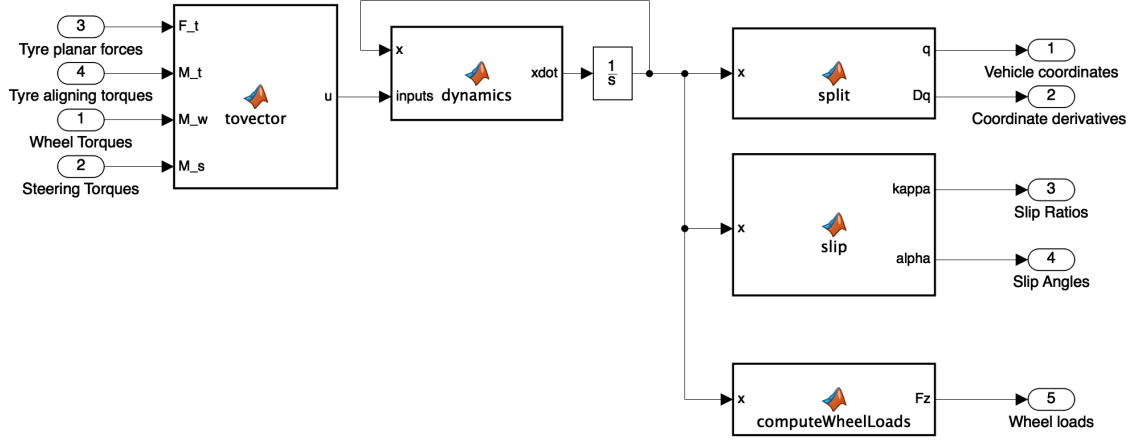 3
Tyre planar forces
4
Tyre aligning torques
1
Wheel Torques
2
Steering Torques
F_t
M_t
M_w
M_s
u
tovector
x
inputs
xdot
dynamics
1
s
x
q
Dq
split
1
Vehicle coordinates
2
Coordinate derivatives
x
kappa
alpha
slip
3
Slip Ratios
4
Slip Angles
x
Fz
computeWheelLoads
5
Wheel loads